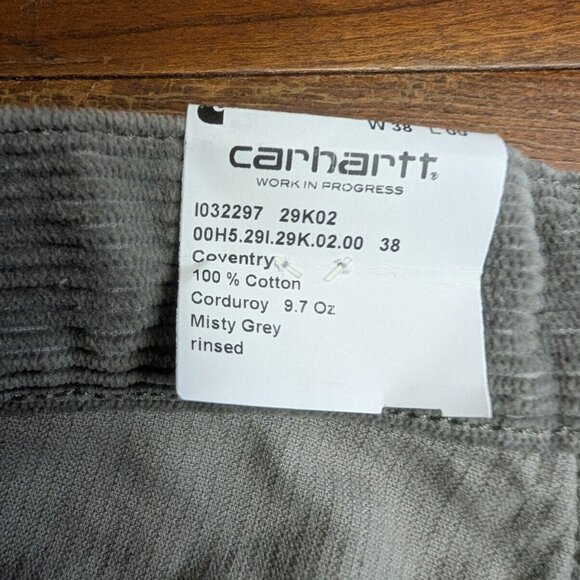 W 38
carhartt®
WORK IN PROGRESS
I032297 29K02
00H5.29I.29K.02.00 38
Coventry
100 % Cotton
Corduroy 9.7 Oz
Misty Grey
rinsed